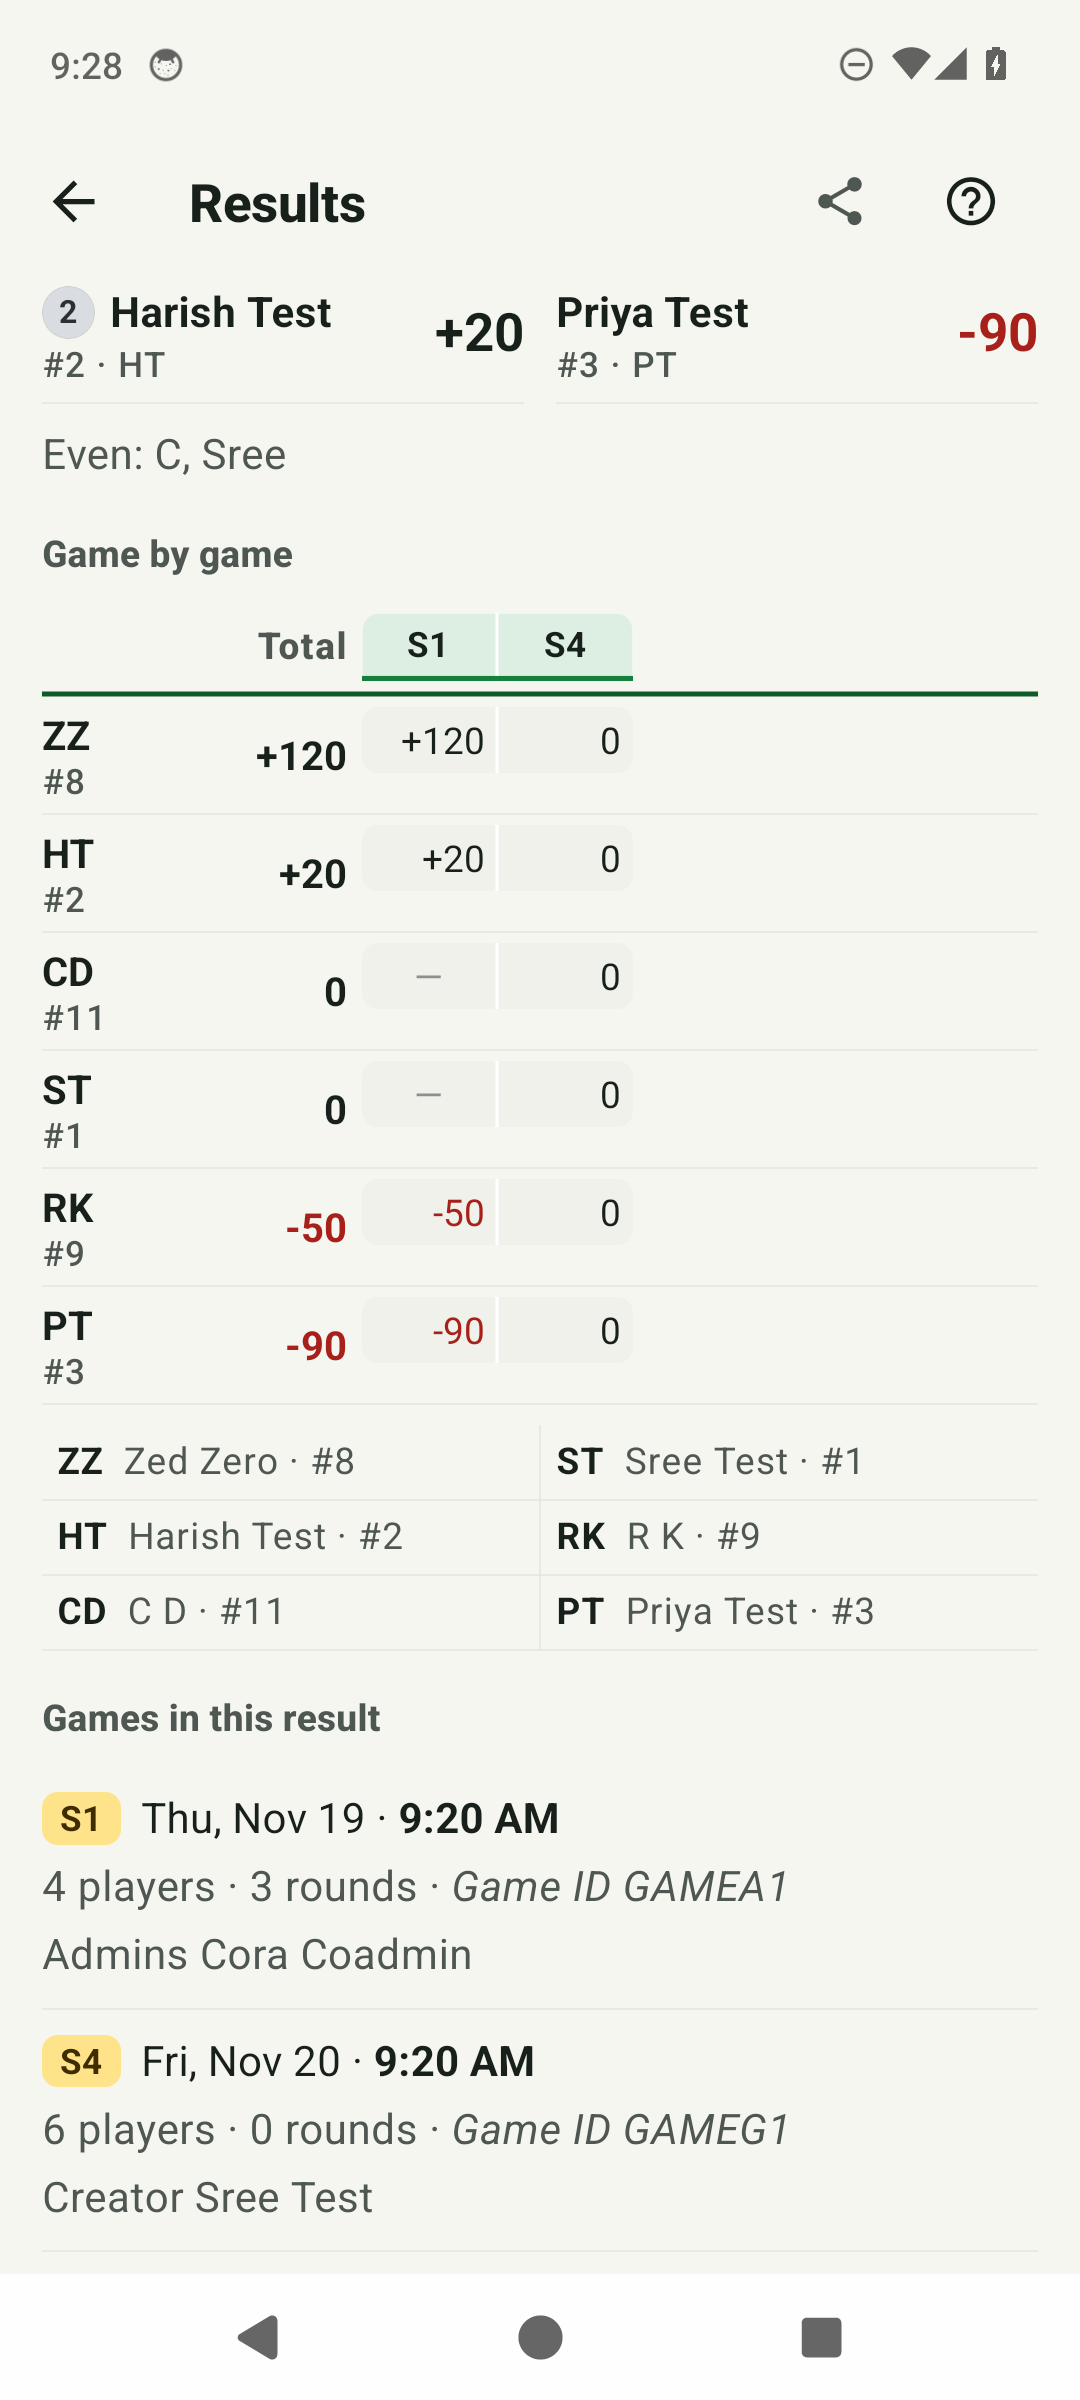 9:28
Results
2 Harish Test +20
#2 · HT
Priya Test -90
#3 · PT
Even: C, Sree
Game by game
Total S1 S4
ZZ +120 +120 0
#8
HT +20 +20 0
#2
CD 0 — 0
#11
ST 0 — 0
#1
RK -50 -50 0
#9
PT -90 -90 0
#3
ZZ Zed Zero · #8
ST Sree Test · #1
HT Harish Test · #2
RK R K · #9
CD C D · #11
PT Priya Test · #3
Games in this result
S1 Thu, Nov 19 · 9:20 AM
4 players · 3 rounds · Game ID GAMEA1
Admins Cora Coadmin
S4 Fri, Nov 20 · 9:20 AM
6 players · 0 rounds · Game ID GAMEG1
Creator Sree Test